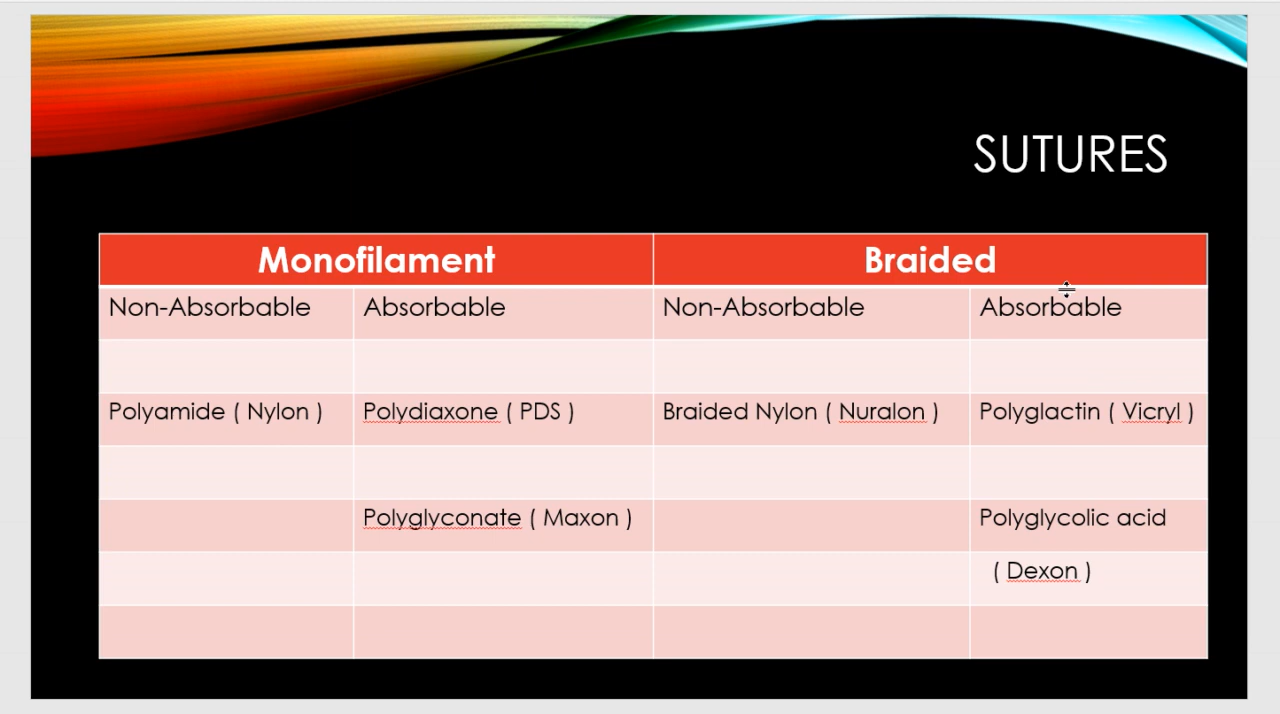 SUTURES
Monofilament Braided
Non-Absorbable Absorbable Non-Absorbable Absorbable
Polyamide ( Nylon ) Polydiaxone ( PDS ) Braided Nylon ( Nuralon ) Polyglactin ( Vicryl )
Polyglyconate ( Maxon ) Polyglycolic acid
( Dexon )